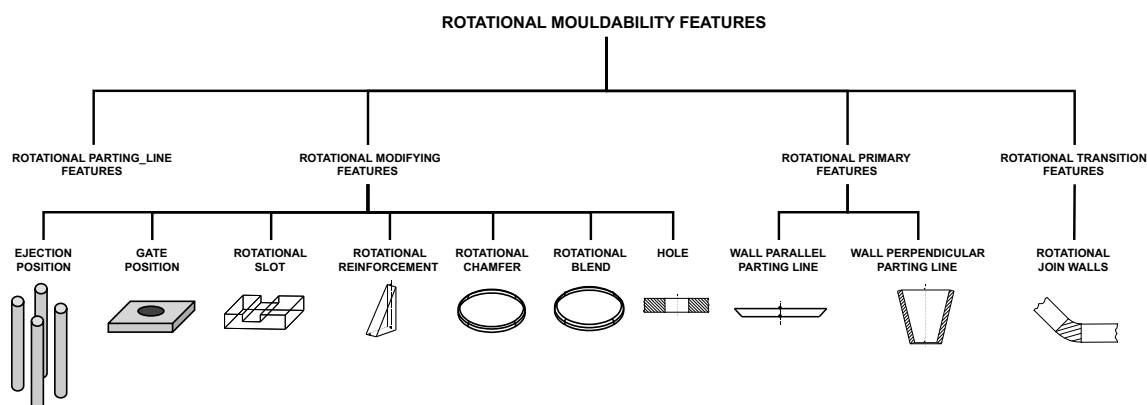 ROTATIONAL MOULDABILITY FEATURES
ROTATIONAL PARTING_LINE
FEATURES
ROTATIONAL MODIFYING
FEATURES
ROTATIONAL PRIMARY
FEATURES
ROTATIONAL TRANSITION
FEATURES
EJECTION
POSITION
GATE
POSITION
ROTATIONAL
SLOT
ROTATIONAL
REINFORCEMENT
ROTATIONAL
CHAMFER
ROTATIONAL
BLEND
HOLE
WALL PARALLEL
PARTING LINE
WALL PERPENDICULAR
PARTING LINE
ROTATIONAL
JOIN WALLS